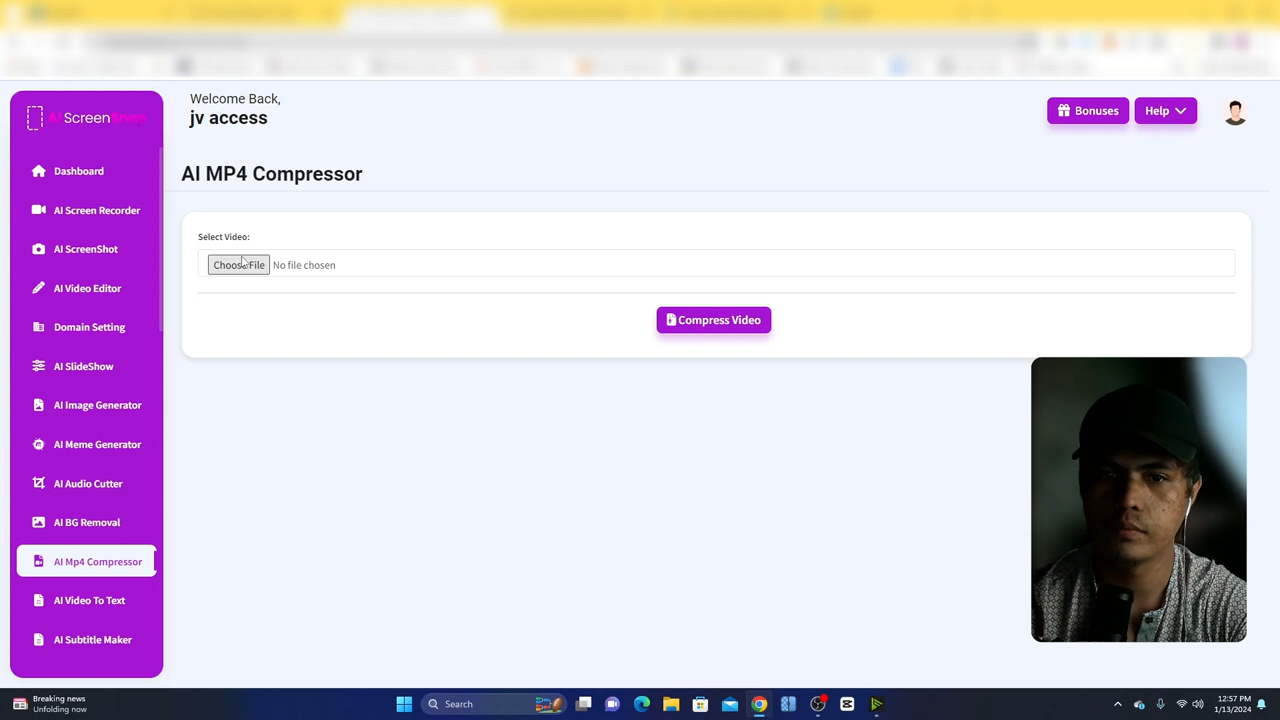 Welcome Back,
jv access
Bonuses
Help
AI ScreenSnap
AI MP4 Compressor
Dashboard
AI Screen Recorder
AI ScreenShot
AI Video Editor
Domain Setting
AI SlideShow
AI Image Generator
AI Meme Generator
AI Audio Cutter
AI BG Removal
AI Mp4 Compressor
AI Video To Text
AI Subtitle Maker
Select Video:
Choose File No file chosen
Compress Video
Breaking news
Unfolding now
Search
12:57 PM
1/13/2024